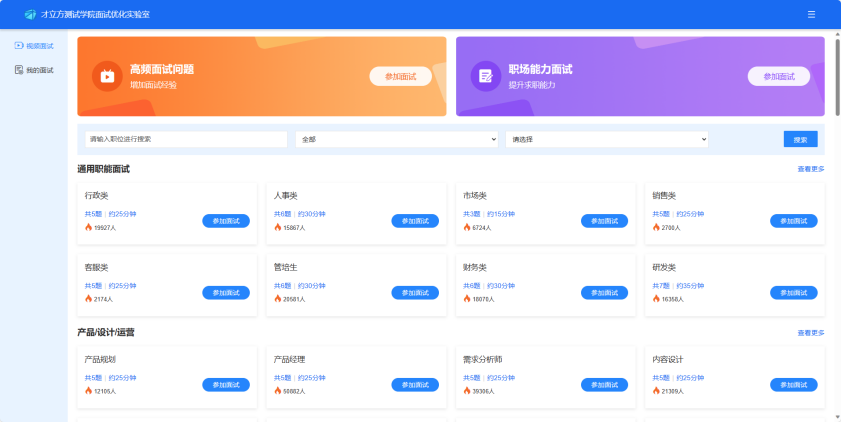 才立方测试学院面试优化实验室
视频面试
我的面试
高频面试问题
增加面试经验
参加面试
职场能力面试
提升求职能力
参加面试
请输入职位进行搜索
全部
请选择
搜索
通用职能面试
查看更多
行政类
共5题 | 约25分钟
19927人
参加面试
人事类
共6题 | 约30分钟
15867人
参加面试
市场类
共3题 | 约15分钟
6724人
参加面试
销售类
共5题 | 约25分钟
2700人
参加面试
客服类
共5题 | 约25分钟
2174人
参加面试
管培生
共6题 | 约30分钟
20581人
参加面试
财务类
共6题 | 约30分钟
18070人
参加面试
研发类
共7题 | 约35分钟
16358人
参加面试
产品/设计/运营
查看更多
产品规划
共5题 | 约25分钟
12105人
参加面试
产品经理
共5题 | 约25分钟
50882人
参加面试
需求分析师
共5题 | 约25分钟
39306人
参加面试
内容设计
共5题 | 约25分钟
21309人
参加面试